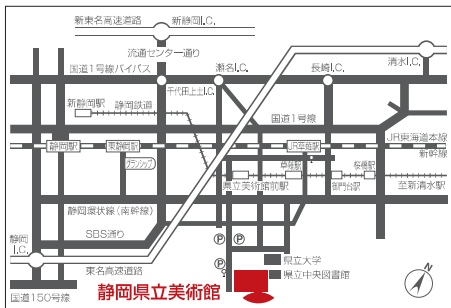 新東名高速道路
新静岡I.C.
流通センター通り
清水I.C.
国道1号線バイパス
瀬名I.C.
長崎I.C.
千代田上土I.C.
新静岡駅
静岡鉄道
国道1号線
JR東海道本線
静岡駅
東静岡駅
JR草薙駅
新幹線
グランシップ
草薙駅
桜橋駅
県立美術館前駅
御門台駅
至新清水駅
静岡環状線（南幹線）
SBS通り
静岡
I.C.
P
P
P
県立大学
東名高速道路
県立中央図書館
静岡県立美術館
国道150号線
N